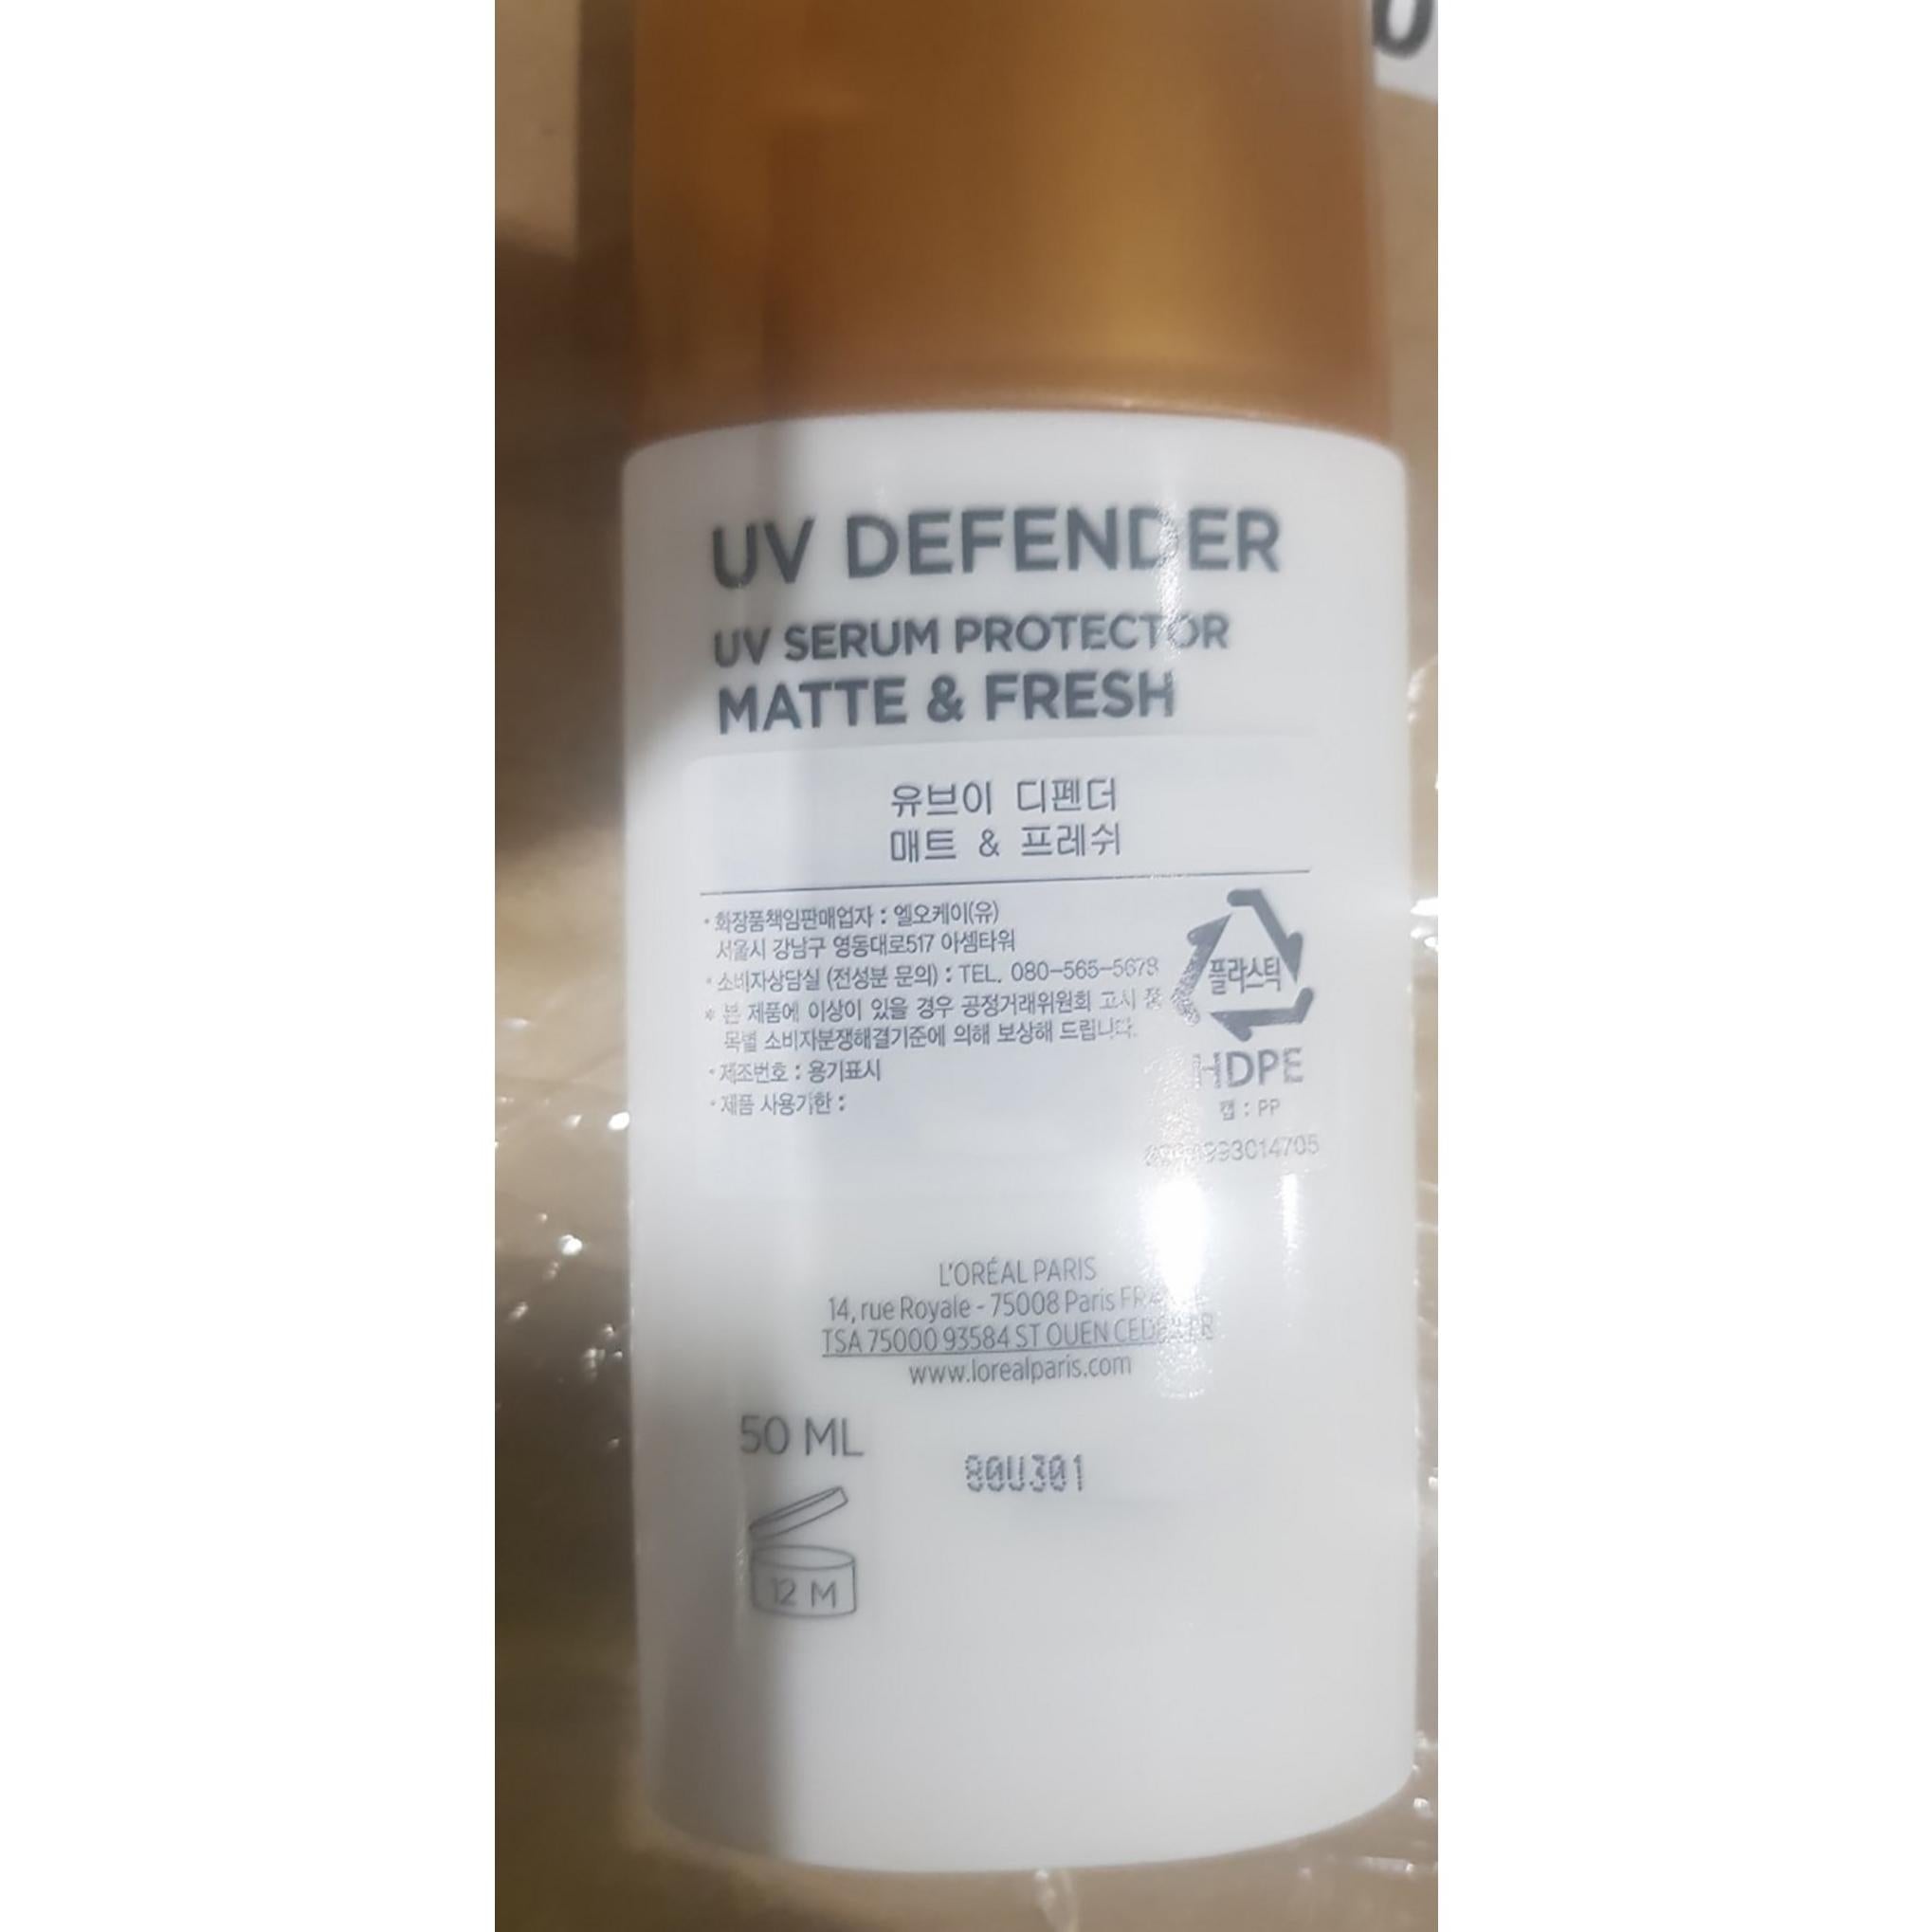 UV DEFENDER
UV SERUM PROTECTOR
MATTE & FRESH
유브이 디펜더
매트 & 프레쉬
• 화장품책임판매업자 : 엘오케이(유)
서울시 강남구 영동대로517 아셈타워
• 소비자상담실 (전성분 문의) : TEL. 080-565-5678
※ 본 제품에 이상이 있을 경우 공정거래위원회 고시 품
목별 소비자분쟁해결기준에 의해 보상해 드립니다.
• 제조번호 : 용기표시
• 제품 사용기한 :
플라스틱
HDPE
캡 : PP
L'ORÉAL PARIS
14, rue Royale - 75008 Paris
TSA 75000 93584 ST OUEN CEDEX FR
www.lorealparis.com
50 ML
80U301
12 M